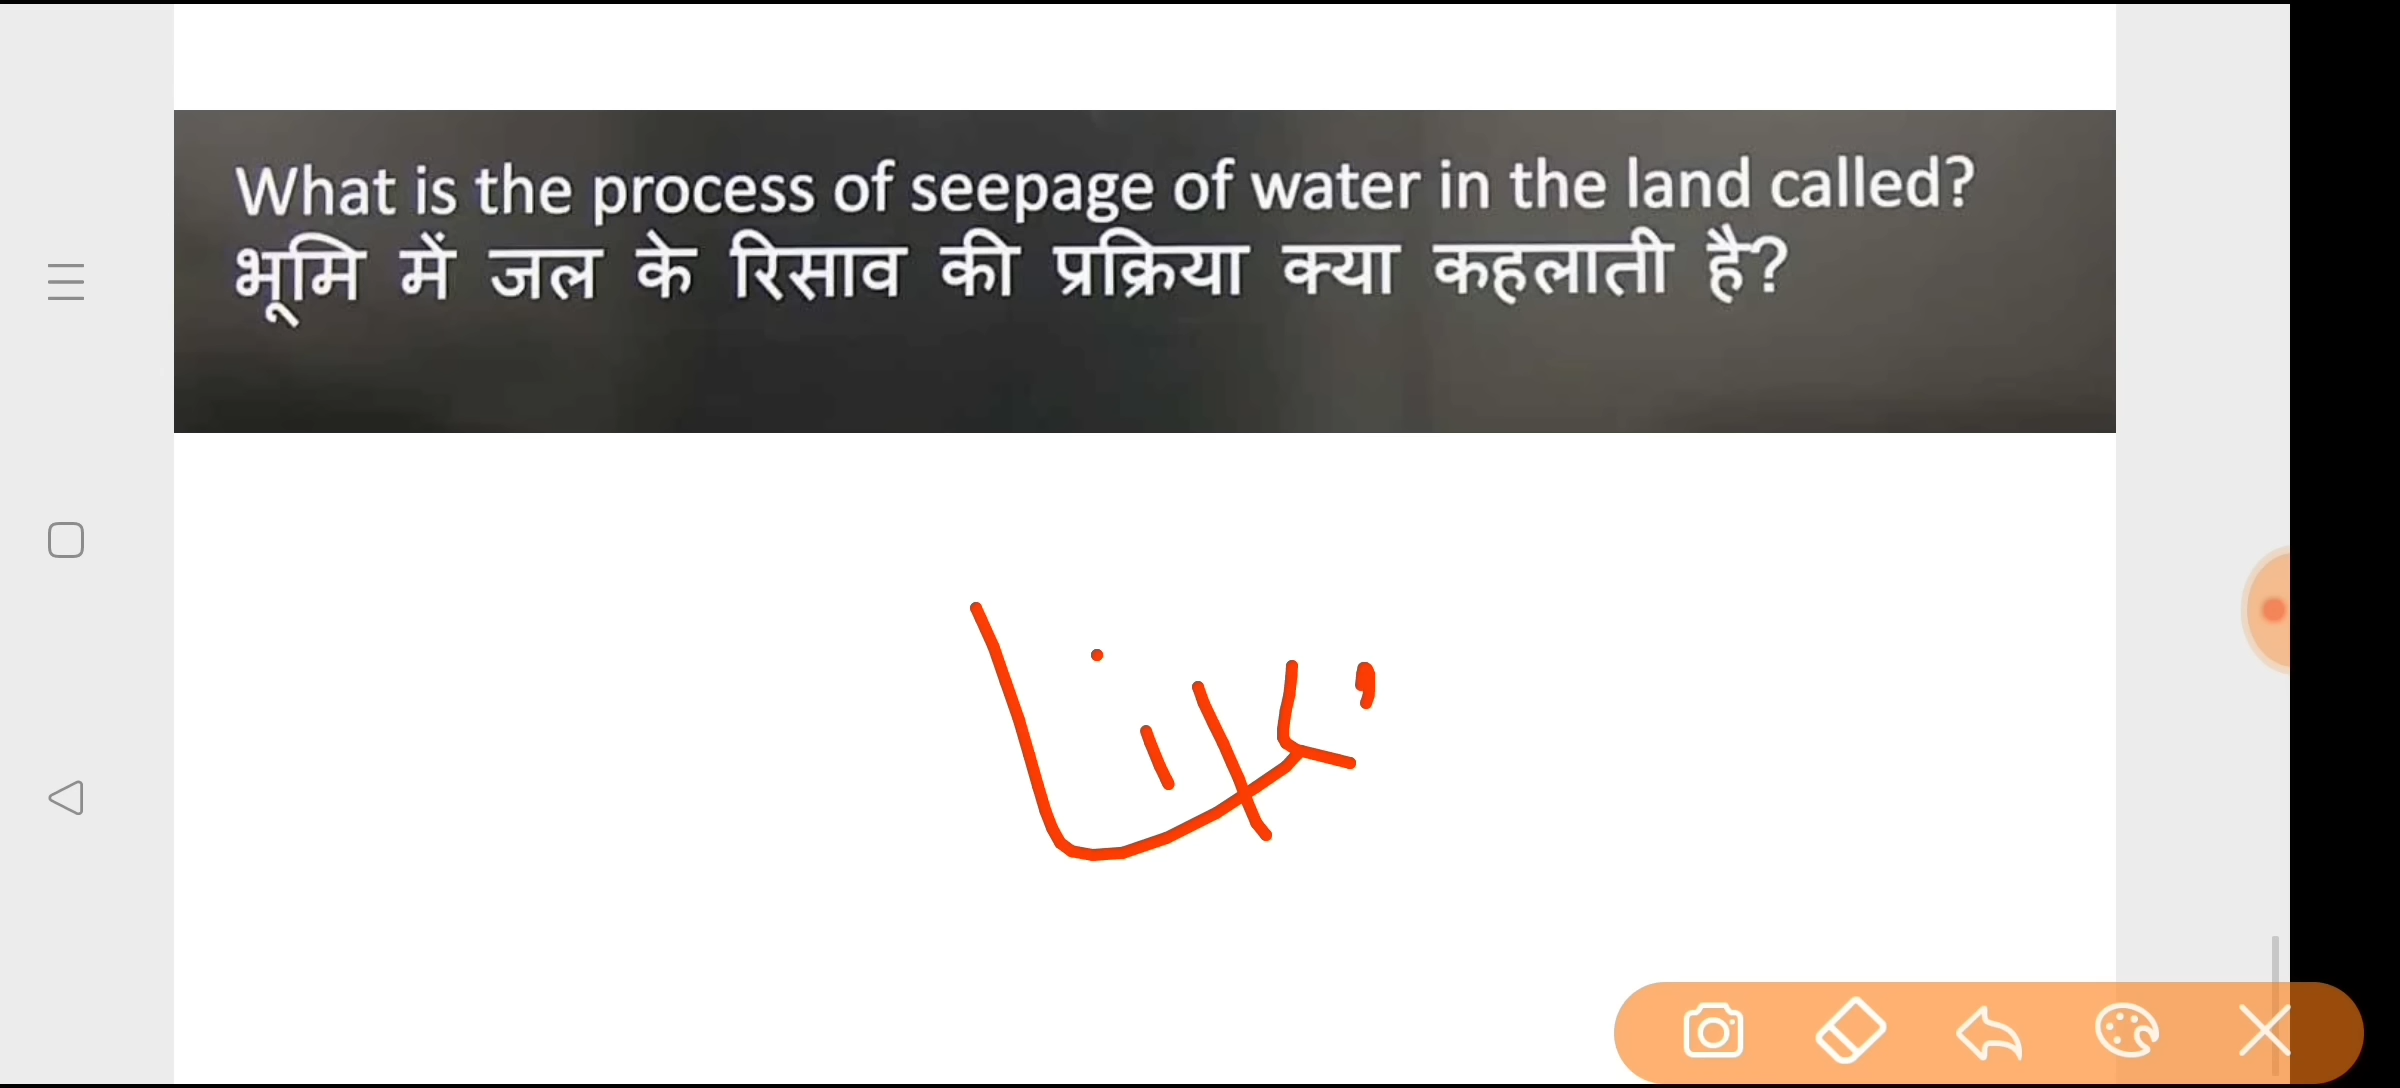 What is the process of seepage of water in the land called?
भूमि में जल के रिसाव की प्रक्रिया क्या कहलाती है?